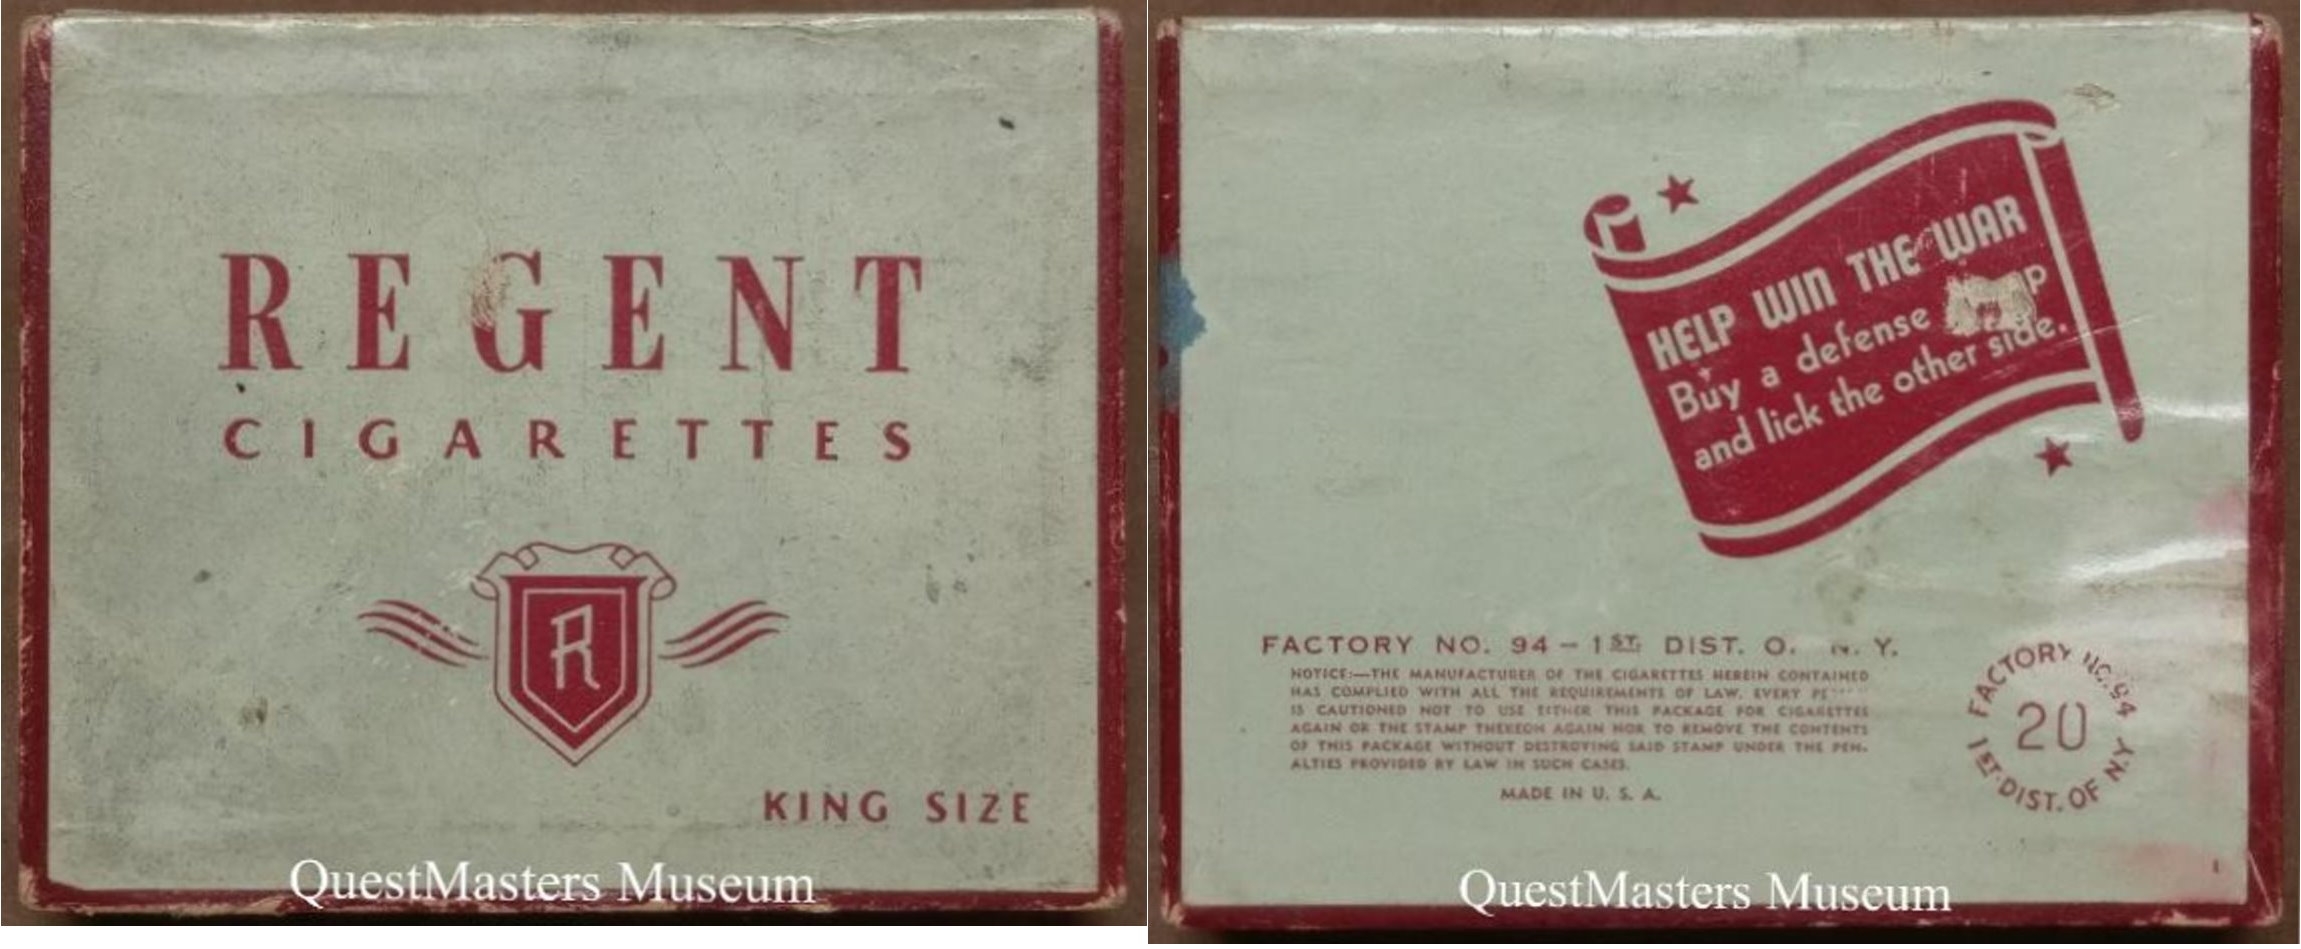 REGENT
CIGARETTES
R
KING SIZE
QuestMasters Museum
HELP WIN THE WAR
Buy a defense
and lick the other side.
FACTORY NO. 94 – 1ST. DIST. O. N. Y.
NOTICE:—THE MANUFACTURER OF THE CIGARETTES HEREIN CONTAINED
HAS COMPLIED WITH ALL THE REQUIREMENTS OF LAW. EVERY
IS CAUTIONED NOT TO USE EITHER THIS PACKAGE FOR CIGARETTES
AGAIN OR THE STAMP THEREON AGAIN NOR TO REMOVE THE CONTENTS
OF THIS PACKAGE WITHOUT DESTROYING SAID STAMP UNDER THE PEN-
ALTIES PROVIDED BY LAW IN SUCH CASES.
MADE IN U. S. A.
FACTORY NO. 94
20
1ST. DIST. OF N.Y
QuestMasters Museum